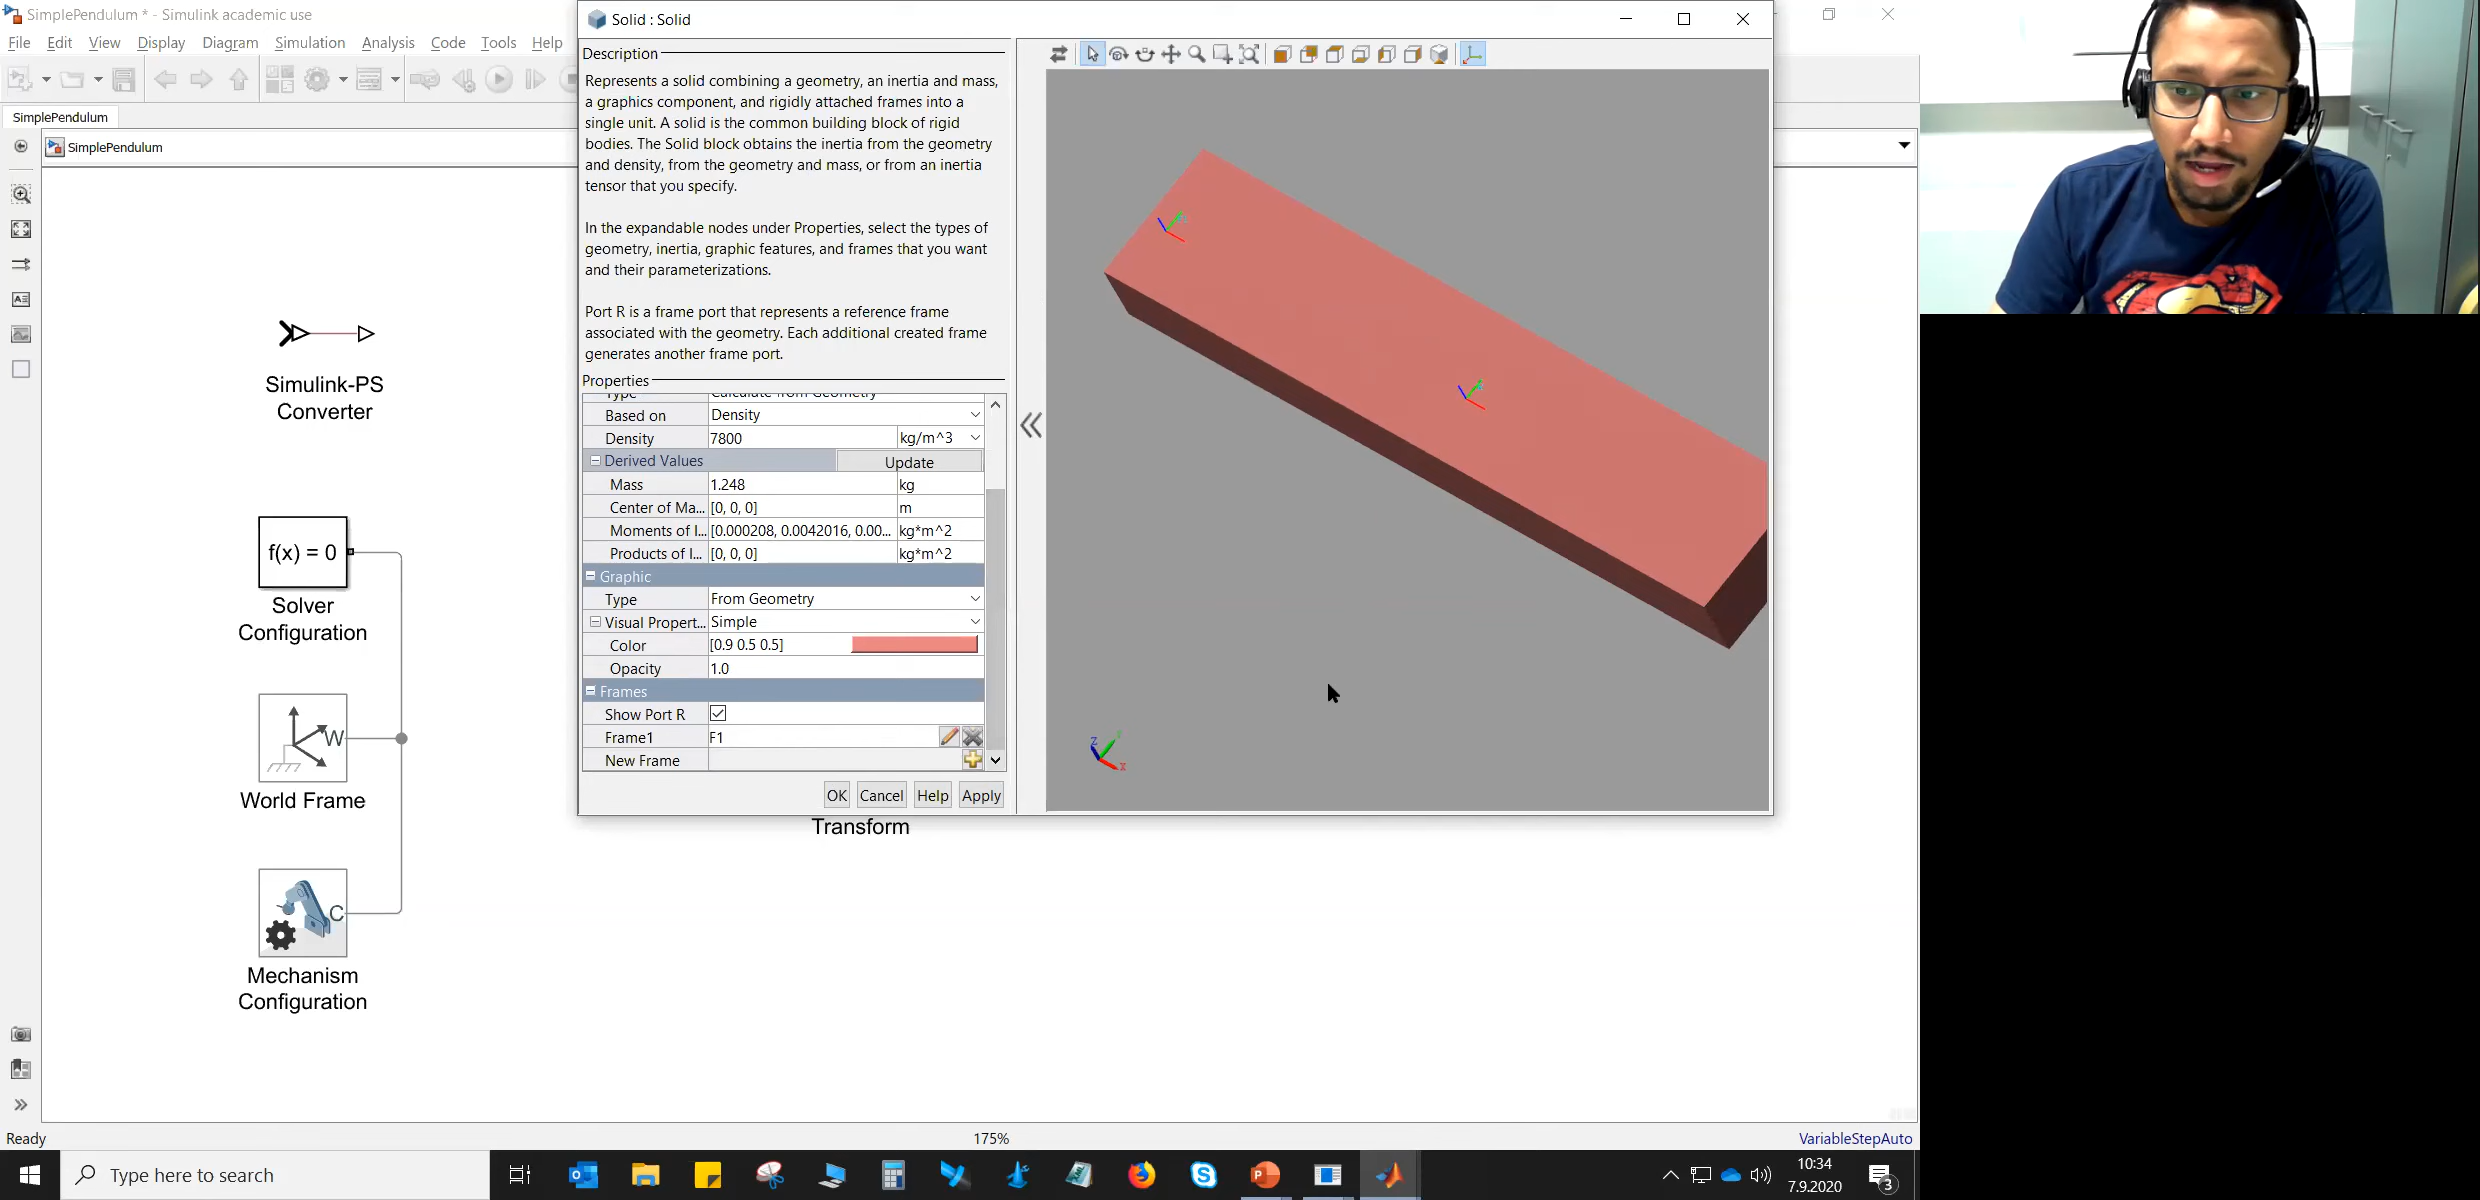 SimplePendulum * - Simulink academic use
File Edit View Display Diagram Simulation Analysis Code Tools Help
SimplePendulum
SimplePendulum
Simulink-PS
Converter
f(x) = 0
Solver
Configuration
W
World Frame
C
Mechanism
Configuration
Transform
Solid : Solid
Description
Represents a solid combining a geometry, an inertia and mass,
a graphics component, and rigidly attached frames into a
single unit. A solid is the common building block of rigid
bodies. The Solid block obtains the inertia from the geometry
and density, from the geometry and mass, or from an inertia
tensor that you specify.
In the expandable nodes under Properties, select the types of
geometry, inertia, graphic features, and frames that you want
and their parameterizations.
Port R is a frame port that represents a reference frame
associated with the geometry. Each additional created frame
generates another frame port.
Properties
Type Calculate from Geometry
Based on Density
Density 7800 kg/m^3
Derived Values Update
Mass 1.248 kg
Center of Ma... [0, 0, 0] m
Moments of I... [0.000208, 0.0042016, 0.00... kg*m^2
Products of I... [0, 0, 0] kg*m^2
Graphic
Type From Geometry
Visual Propert... Simple
Color [0.9 0.5 0.5]
Opacity 1.0
Frames
Show Port R
Frame1 F1
New Frame
OK Cancel Help Apply
Z Y
X
Ready 175% VariableStepAuto
Type here to search
10:34
7.9.2020
3